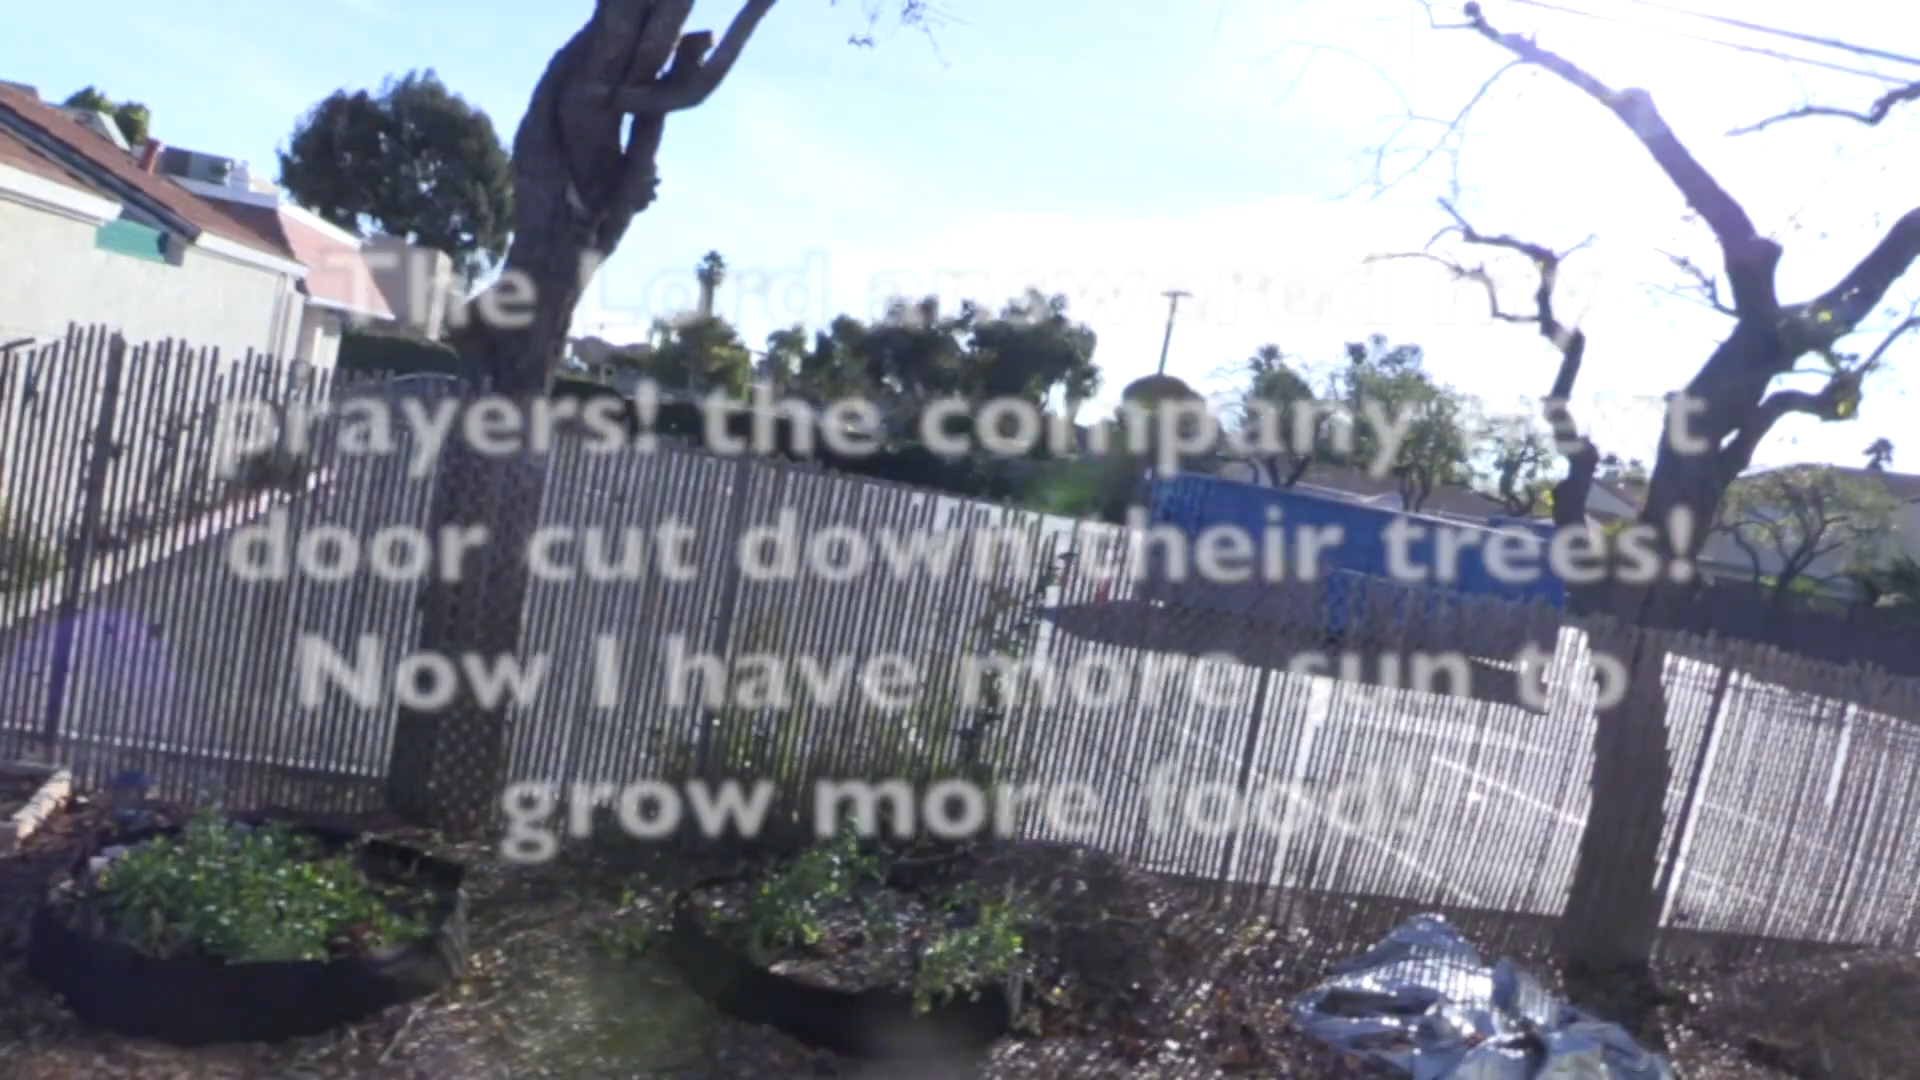 The Lord answered my
prayers! the company next
door cut down their trees!
Now I have more sun to
grow more food!